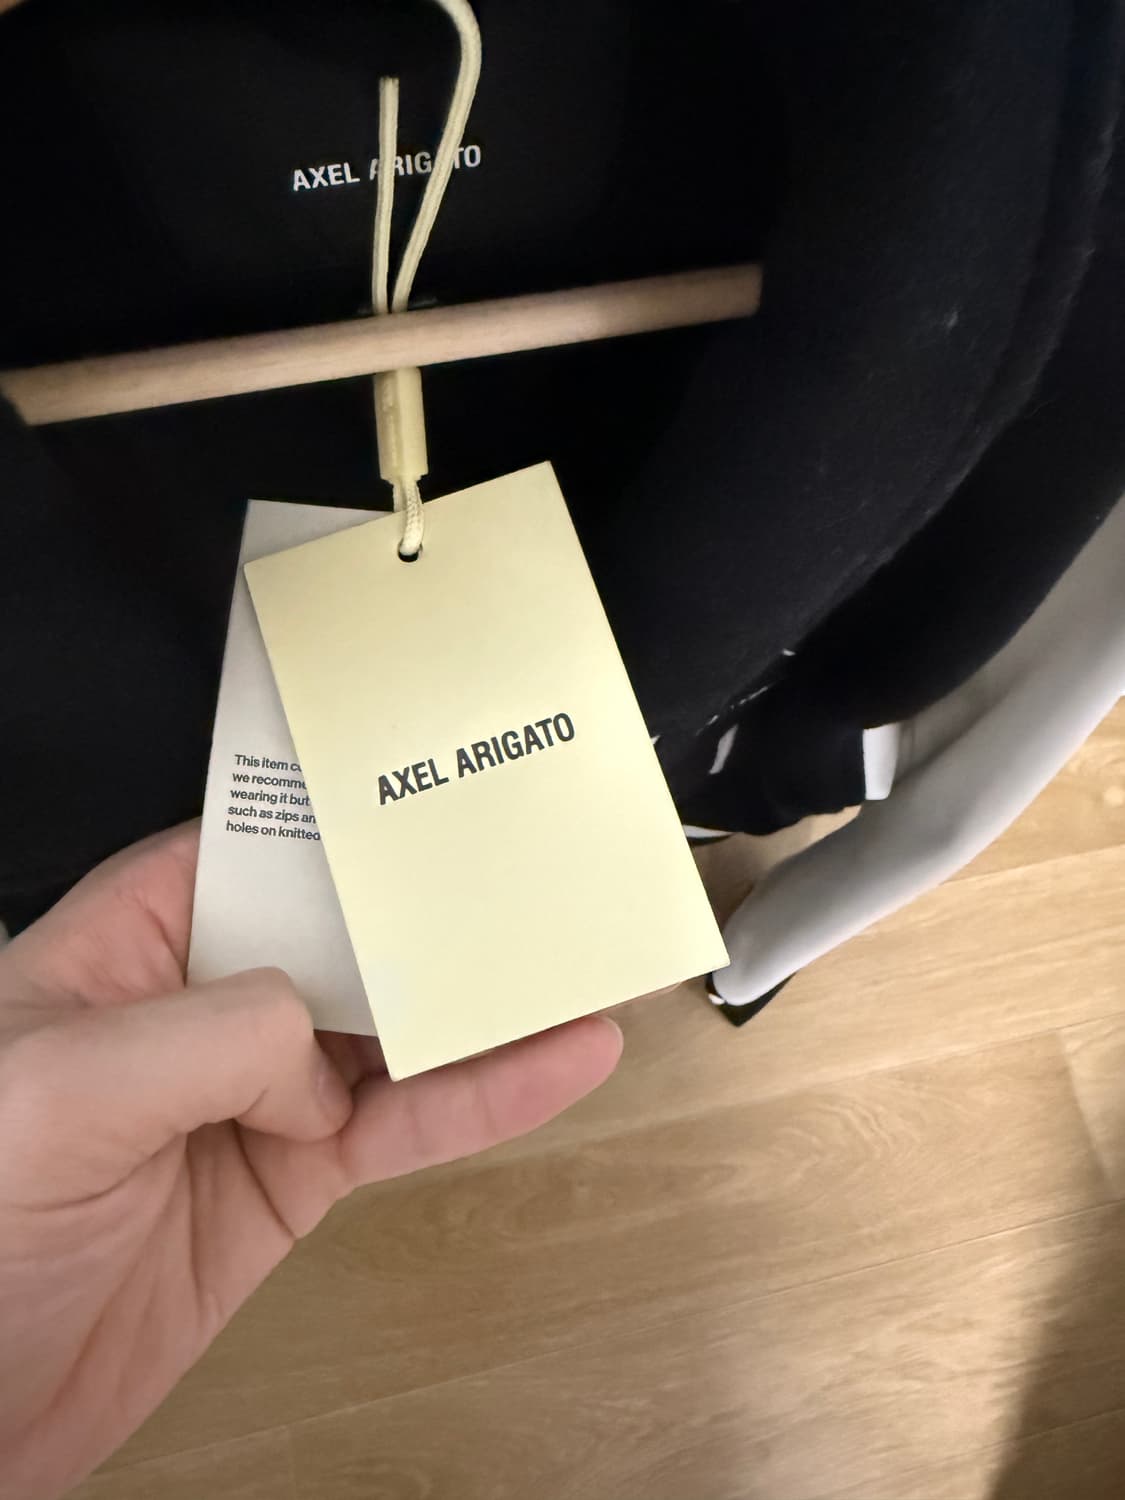 AXEL ARIGATO
AXEL ARIGATO
This item
we recomme
wearing it but
such as zips an
holes on knitted